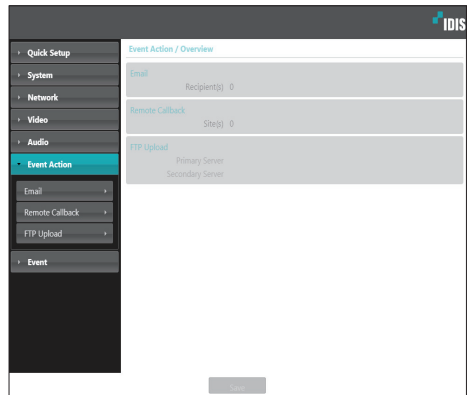 IDIS
Quick Setup
System
Network
Video
Audio
Event Action
Email
Remote Callback
FTP Upload
Event
Event Action / Overview
Email
Recipient(s) 0
Remote Callback
Site(s) 0
FTP Upload
Primary Server
Secondary Server
Save